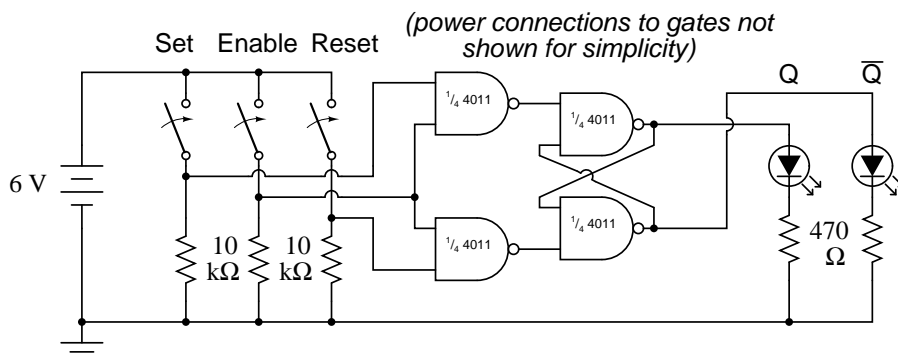 (power connections to gates not
shown for simplicity)
Set Enable Reset
Q Q̅
1/4 4011
1/4 4011
1/4 4011
1/4 4011
6 V
10
kΩ
10
kΩ
470
Ω